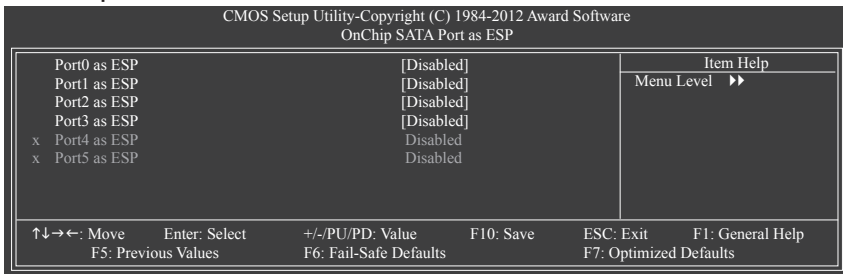 CMOS Setup Utility-Copyright (C) 1984-2012 Award Software
OnChip SATA Port as ESP
Port0 as ESP [Disabled]
Port1 as ESP [Disabled]
Port2 as ESP [Disabled]
Port3 as ESP [Disabled]
x Port4 as ESP Disabled
x Port5 as ESP Disabled
Item Help
Menu Level ▶▶
↑↓→←: Move Enter: Select +/-/PU/PD: Value F10: Save ESC: Exit F1: General Help
F5: Previous Values F6: Fail-Safe Defaults F7: Optimized Defaults